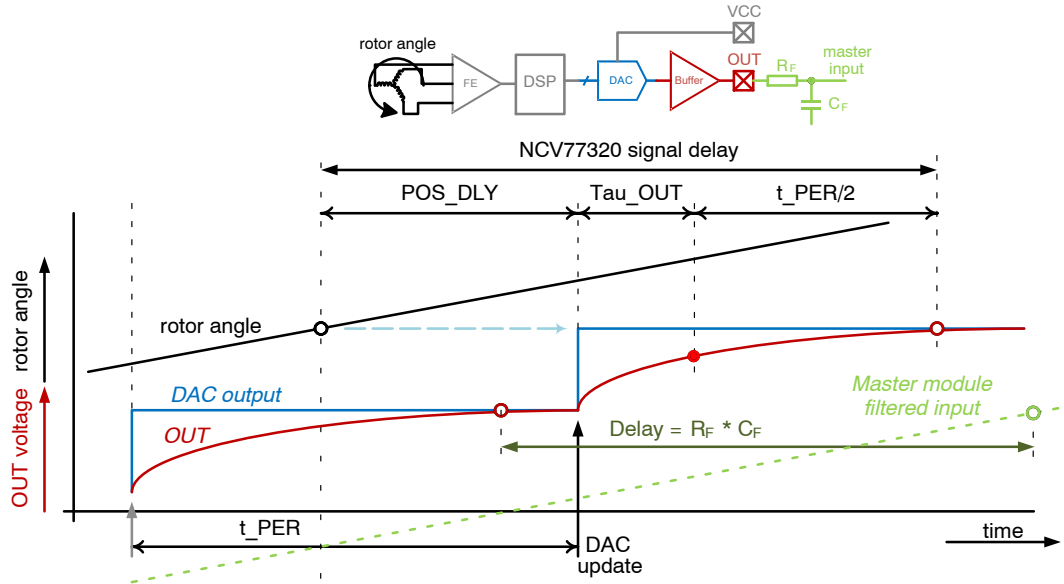 VCC
rotor angle
OUT
master
input
FE
DSP
DAC
Buffer
RF
CF
NCV77320 signal delay
POS_DLY
Tau_OUT
t_PER/2
rotor angle
rotor angle
DAC output
OUT
OUT voltage
Master module
filtered input
Delay = RF * CF
t_PER
DAC
update
time